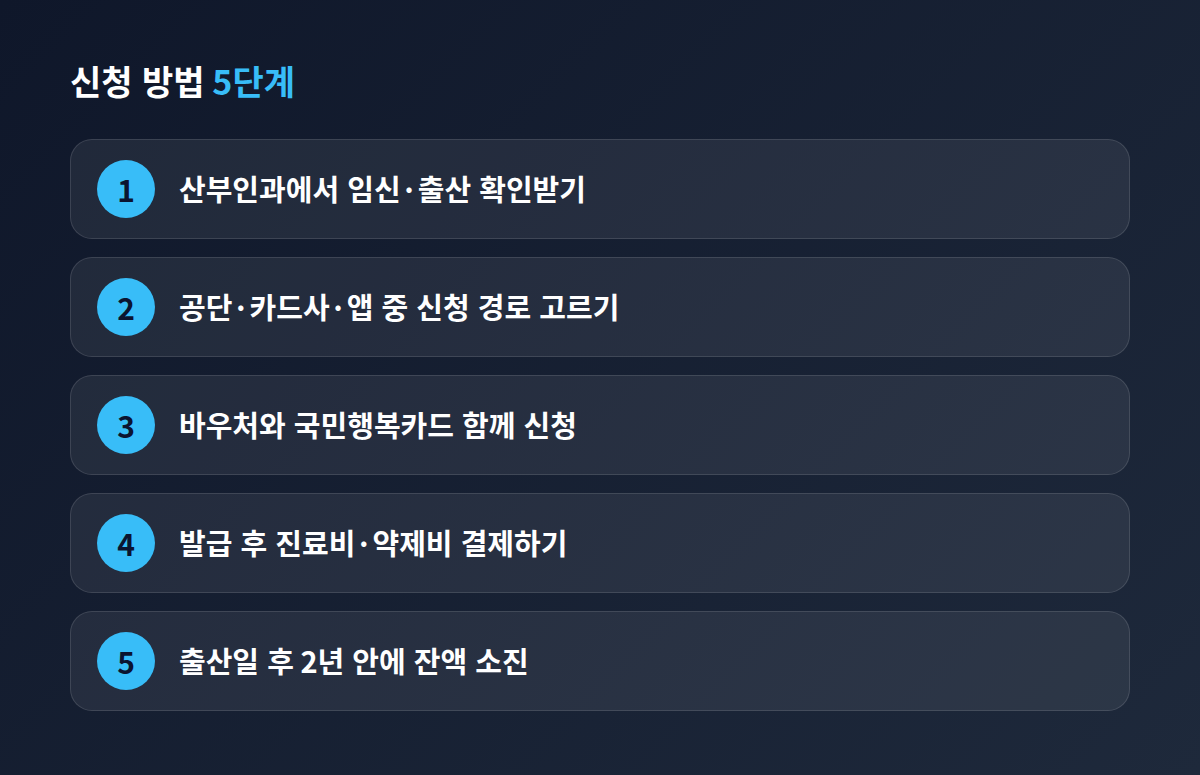 신청 방법 5단계
1 산부인과에서 임신·출산 확인받기
2 공단·카드사·앱 중 신청 경로 고르기
3 바우처와 국민행복카드 함께 신청
4 발급 후 진료비·약제비 결제하기
5 출산일 후 2년 안에 잔액 소진